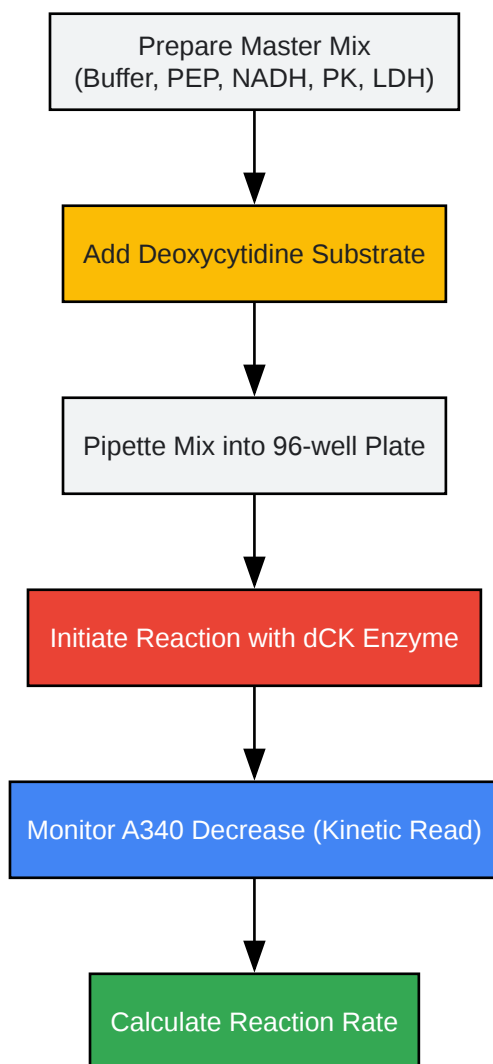 Prepare Master Mix
(Buffer, PEP, NADH, PK, LDH)
Add Deoxycytidine Substrate
Pipette Mix into 96-well Plate
Initiate Reaction with dCK Enzyme
Monitor A340 Decrease (Kinetic Read)
Calculate Reaction Rate